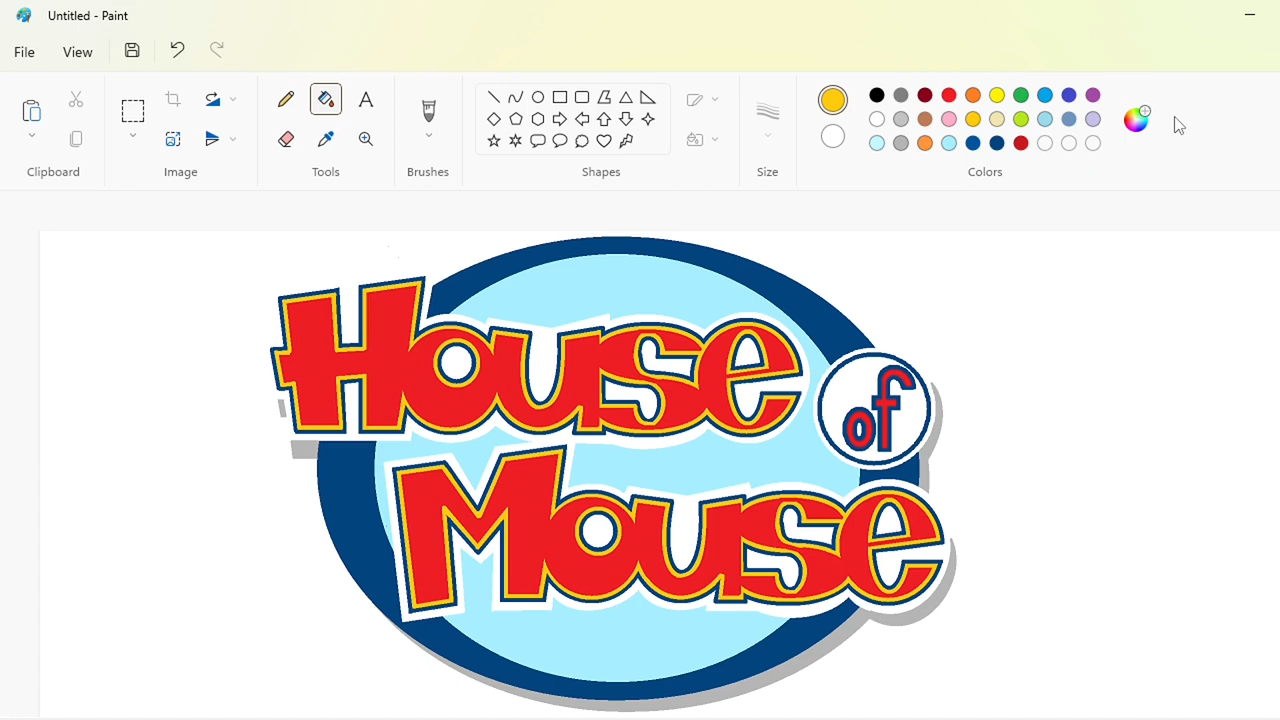 Untitled - Paint
File View
Clipboard Image Tools Brushes Shapes Size Colors
House
of
Mouse